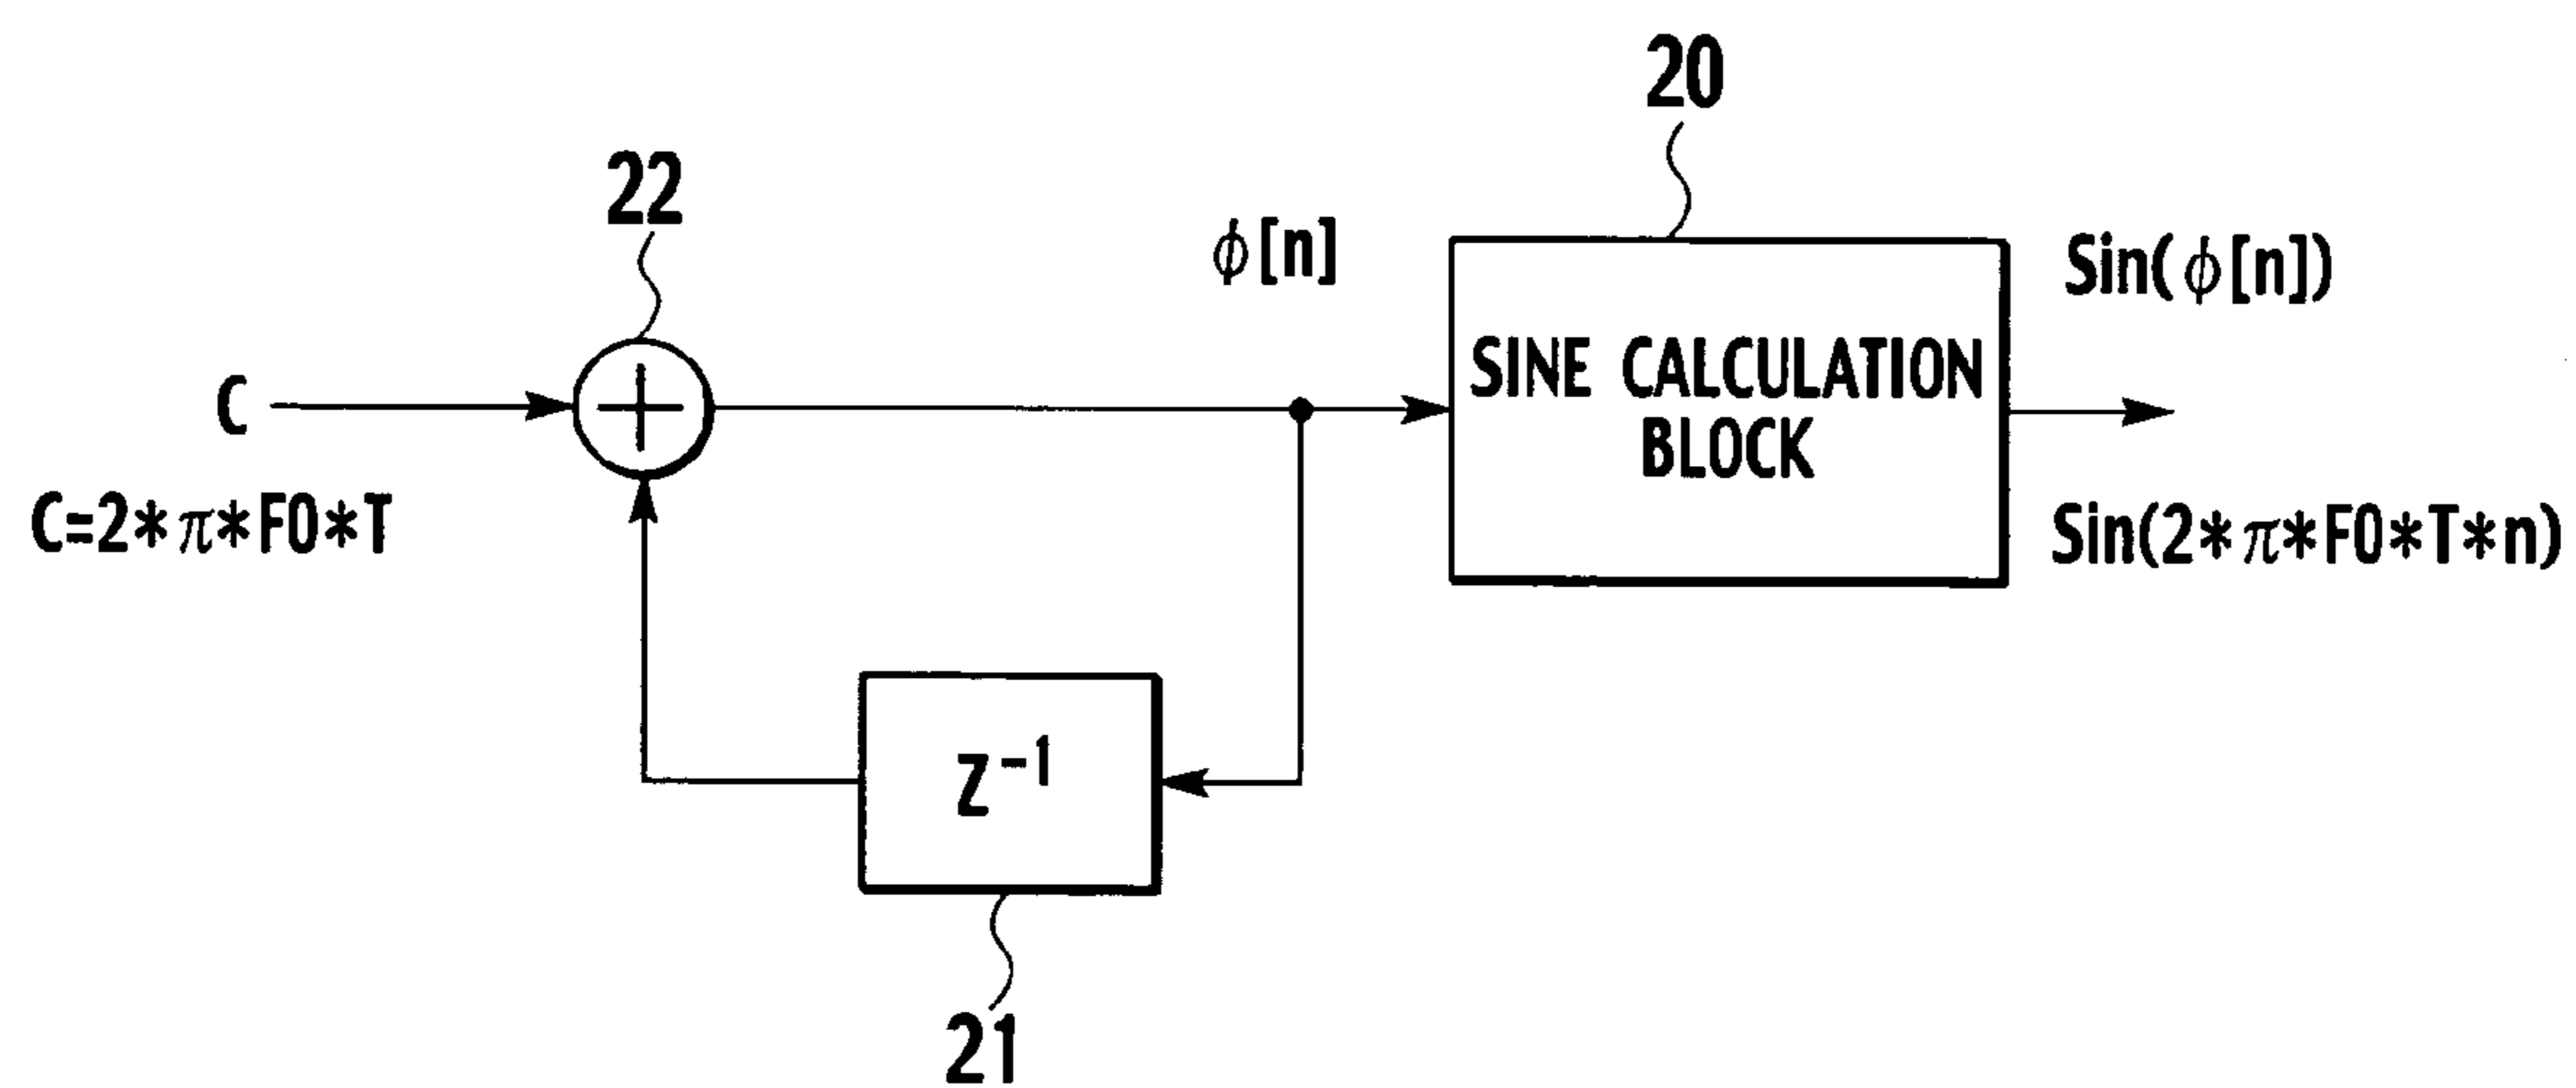 20
22
ϕ[n]
Sin(ϕ[n])
SINE CALCULATION
BLOCK
C
C=2*π*F0*T
Sin(2*π*F0*T*n)
Z⁻¹
21